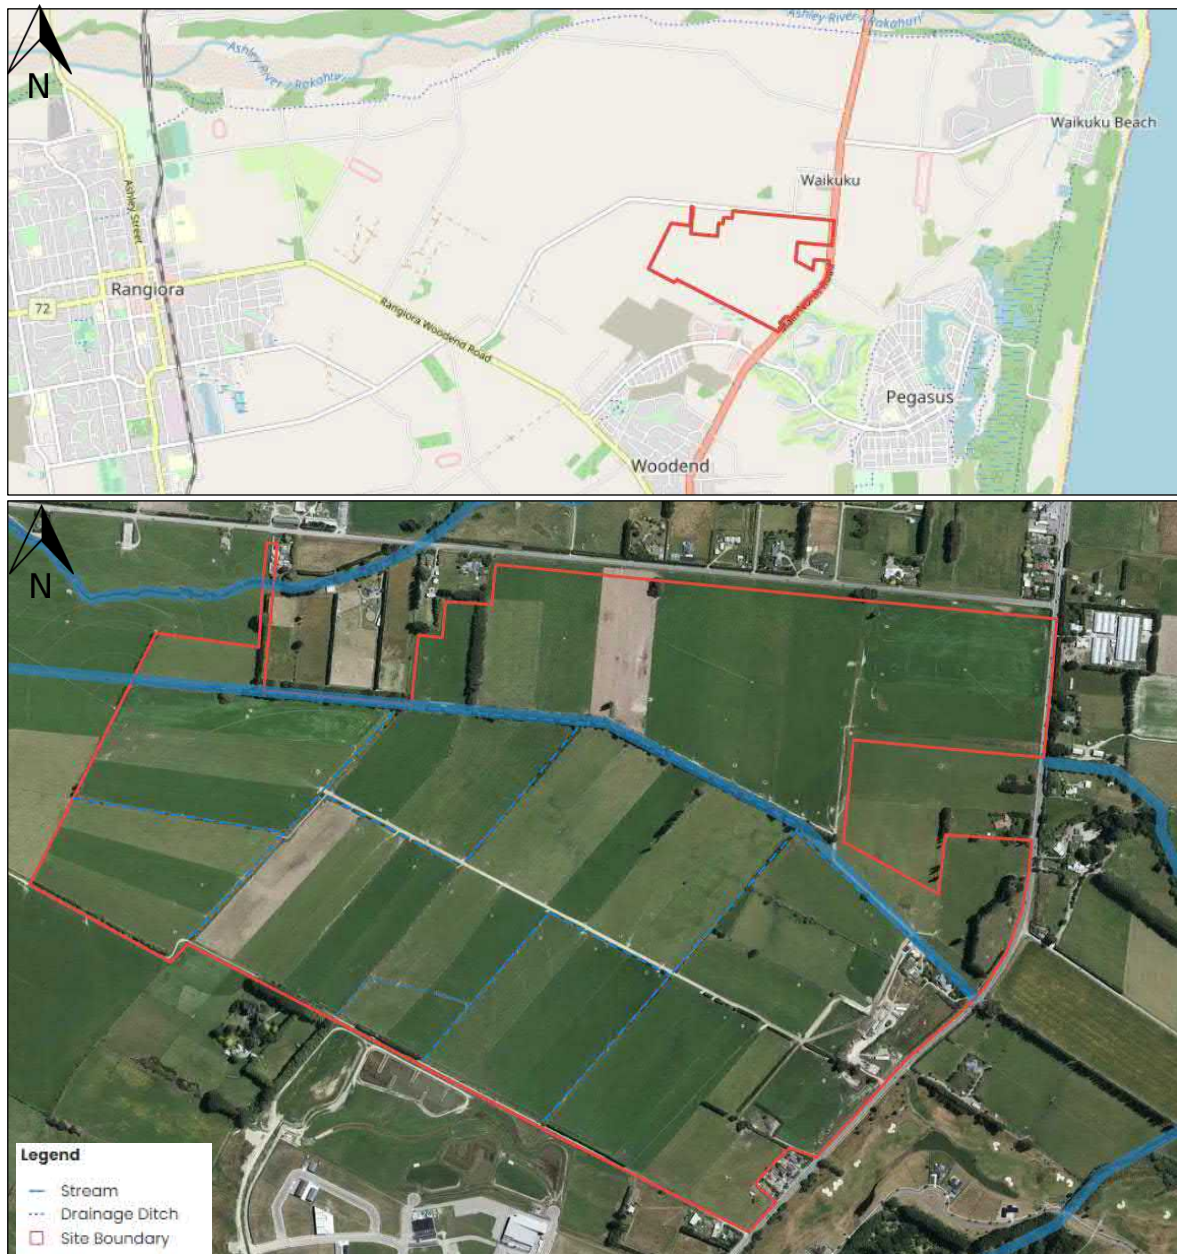 Ashley River / Rakahuri
Ashley River / Rakahuri
N
Waikuku Beach
Waikuku
Ashley Street
Rangiora
72
Rangiora Woodend Road
Pegasus
Woodend
N
Legend
Stream
Drainage Ditch
Site Boundary